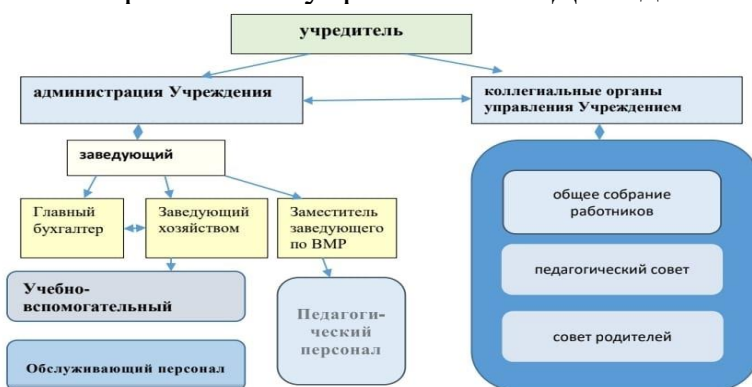 учредитель
администрация Учреждения
коллегиальные органы
управления Учреждением
заведующий
общее собрание
работников
Главный
бухгалтер
Заведующий
хозяйством
Заместитель
заведующего
по ВМР
педагогический совет
Учебно-
вспомогательный
Педагоги-
ческий
персонал
совет родителей
Обслуживающий персонал